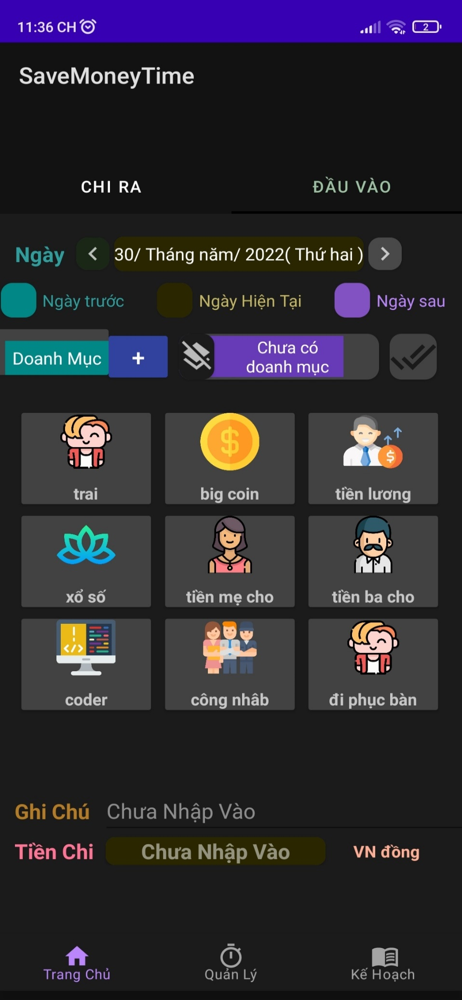 11:36 CH
2
SaveMoneyTime
CHI RA
ĐẦU VÀO
Ngày
30/ Tháng năm/ 2022( Thứ hai )
Ngày trước
Ngày Hiện Tại
Ngày sau
Doanh Mục
+
Chưa có
doanh mục
trai
big coin
tiền lương
xổ số
tiền mẹ cho
tiền ba cho
coder
công nhâb
đi phục bàn
Ghi Chú
Chưa Nhập Vào
Tiền Chi
Chưa Nhập Vào
VN đồng
Trang Chủ
Quản Lý
Kế Hoạch